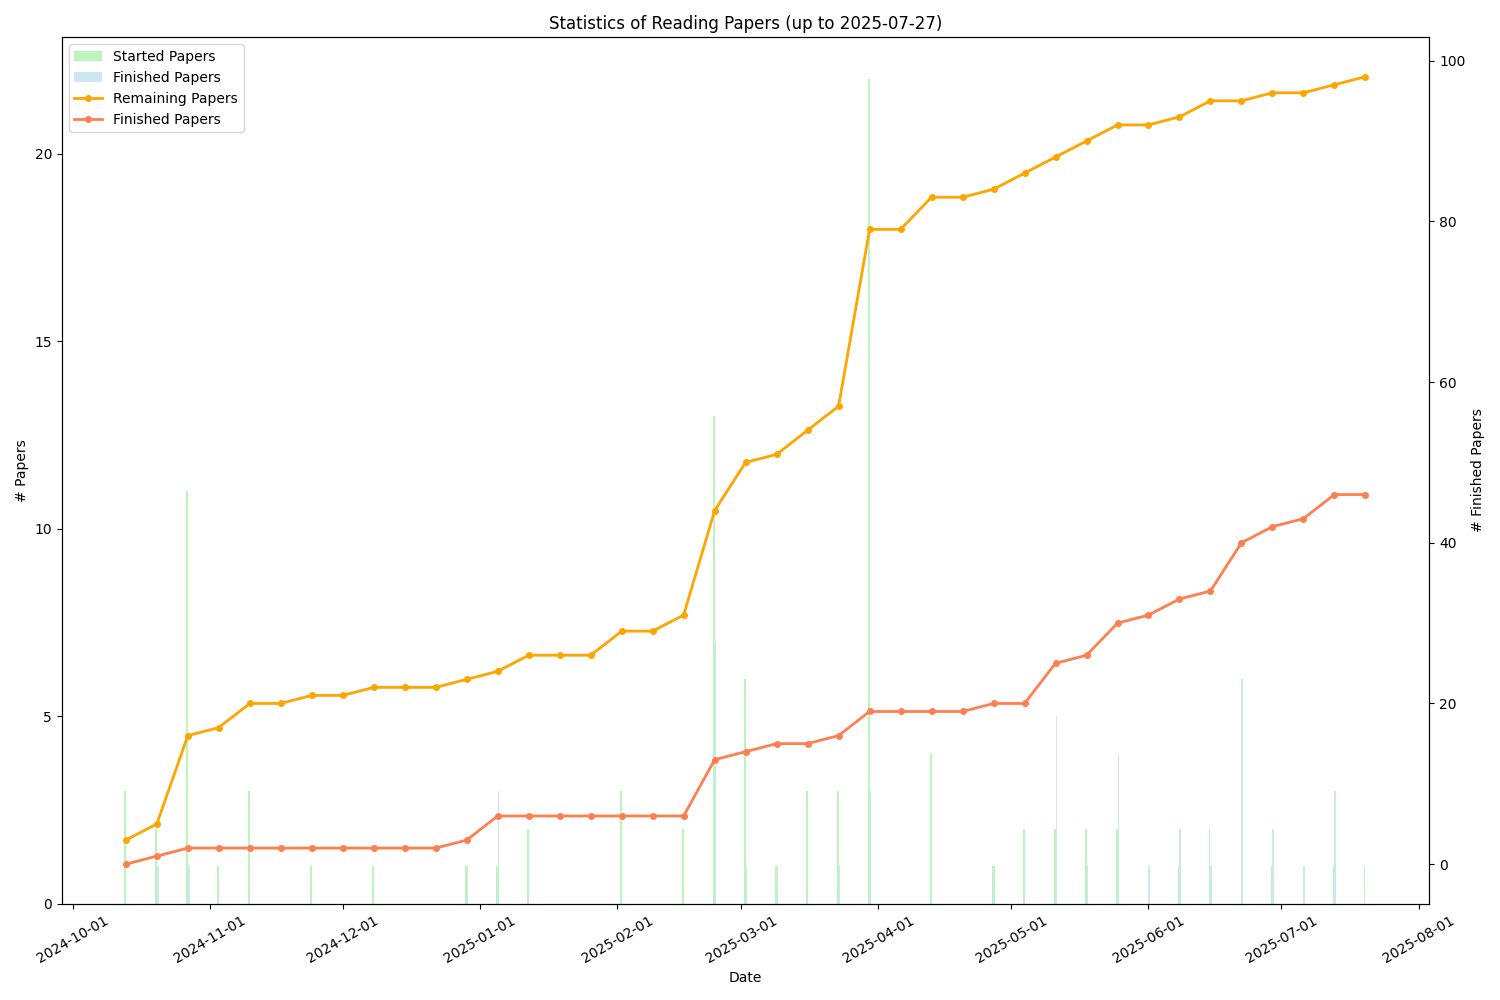 Statistics of Reading Papers (up to 2025-07-27)
Started Papers
Finished Papers
Remaining Papers
Finished Papers
# Papers
20
15
10
5
0
# Finished Papers
100
80
60
40
20
0
2024-10-01
2024-11-01
2024-12-01
2025-01-01
2025-02-01
2025-03-01
2025-04-01
2025-05-01
2025-06-01
2025-07-01
2025-08-01
Date